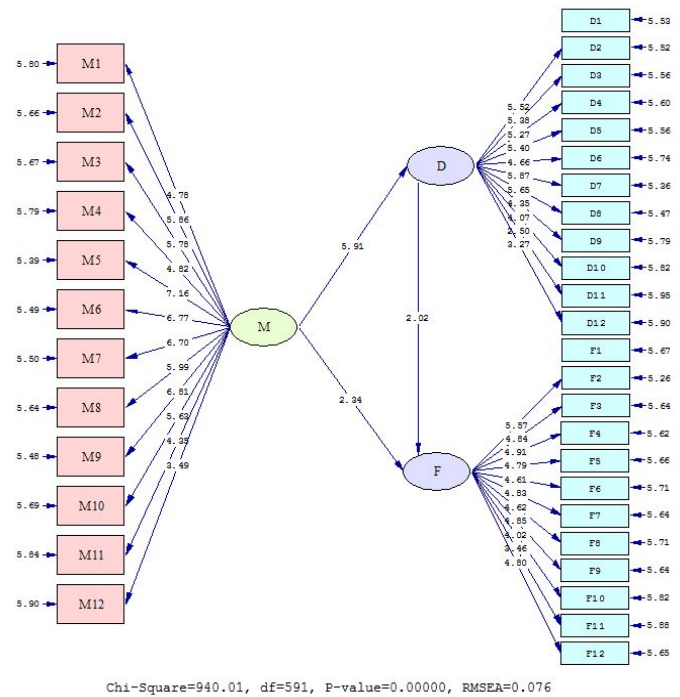 D1 5.53
5.80 M1 D2 5.52
D3 5.56
5.66 M2 D4 5.60
5.52
5.38
5.27
5.40
4.66
5.87
5.65
4.35
4.07
2.50
3.27
D5 5.56
5.67 M3 D D6 5.74
D7 5.36
5.79 M4 D8 5.47
4.78
5.86
5.78
4.82
7.16
6.77
6.70
5.99
6.81
5.63
4.35
3.49
D9 5.79
5.91
5.39 M5 D10 5.82
D11 5.95
5.49 M6 2.02 D12 5.90
M
5.50 M7 F1 5.67
F2 5.26
5.64 M8 2.34 F3 5.64
F4 5.62
5.48 M9 F5 5.66
F F6 5.71
5.57
4.84
4.91
4.79
4.61
4.83
4.62
4.85
4.02
3.46
4.80
5.69 M10 F7 5.64
F8 5.71
5.84 M11 F9 5.64
F10 5.82
5.90 M12 F11 5.88
F12 5.65
Chi-Square=940.01, df=591, P-value=0.00000, RMSEA=0.076